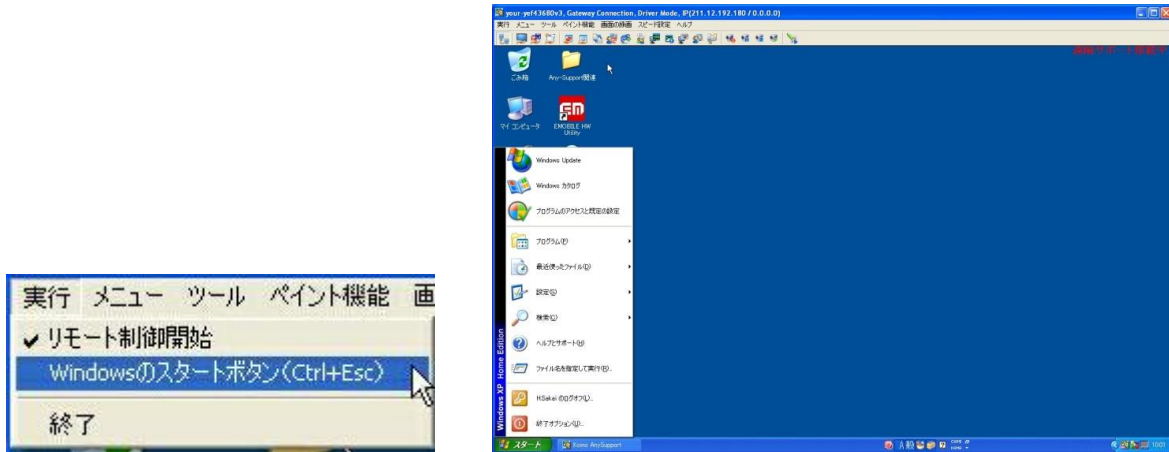 実行 メニュー ツール ペイント機能 画
リモート制御開始
Windowsのスタートボタン(Ctrl+Esc)
終了
your-yef43680v3, Gateway Connection, Driver Mode, IP(211.12.192.180 / 0.0.0.0)
実行 メニュー ツール ペイント機能 画面の録画 スピード設定 ヘルプ
ごみ箱
Any-Support関連
マイ コンピュータ
EMOBILE HW
Utility
Windows Update
Windows カタログ
プログラムのアクセスと既定の設定
プログラム(P)
最近使ったファイル(D)
設定(S)
検索(C)
ヘルプとサポート(H)
ファイル名を指定して実行(R)...
HSakai のログオフ(L)...
終了オプション(U)...
Windows XP Home Edition
スタート
AnySupport
A 般
10:01